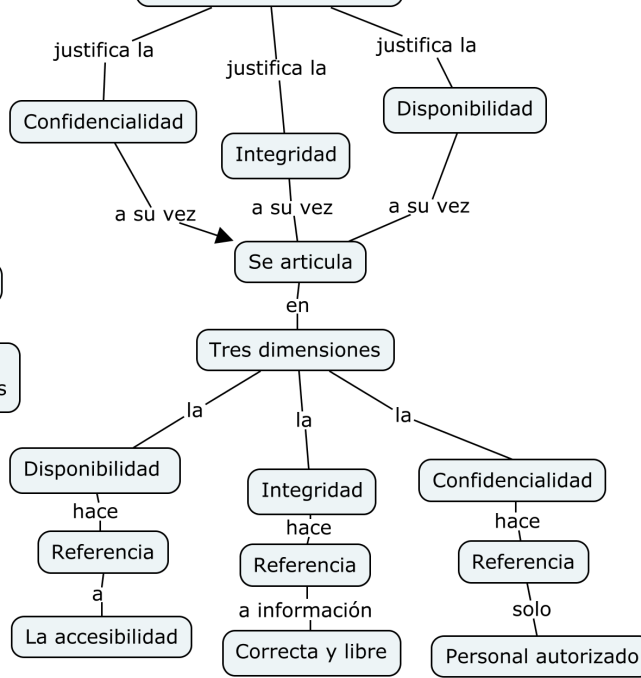 justifica la
justifica la
justifica la
Confidencialidad
Integridad
Disponibilidad
a su vez
a su vez
a su vez
Se articula
en
Tres dimensiones
s
la
la
la
Disponibilidad
Integridad
Confidencialidad
hace
hace
hace
Referencia
Referencia
Referencia
a
a información
solo
La accesibilidad
Correcta y libre
Personal autorizado